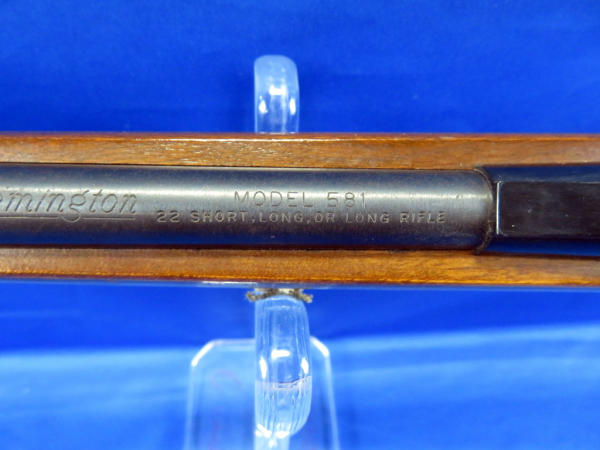 emington
MODEL 581
22 SHORT, LONG, OR LONG RIFLE